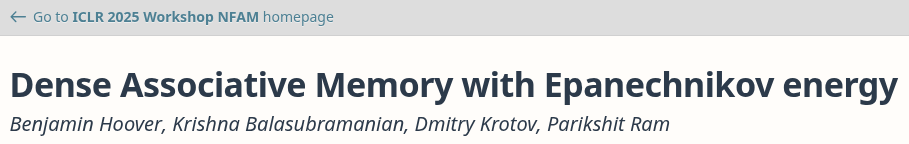 ← Go to ICLR 2025 Workshop NFAM homepage
Dense Associative Memory with Epanechnikov energy
Benjamin Hoover, Krishna Balasubramanian, Dmitry Krotov, Parikshit Ram